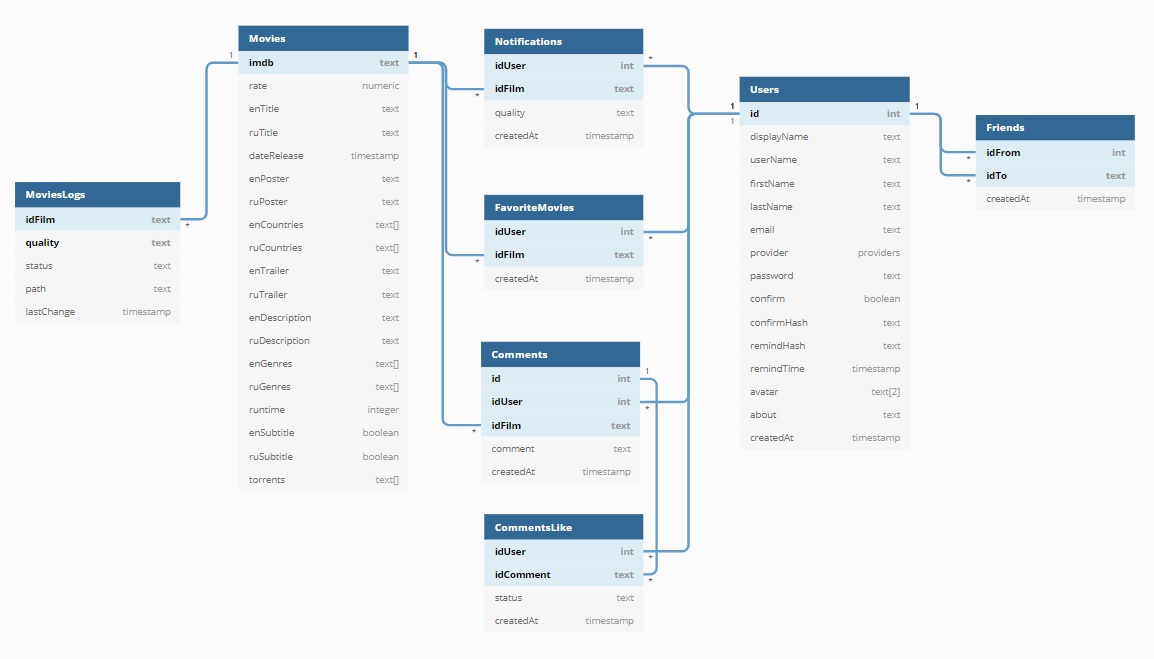 MoviesLogs
idFilm text
quality text
status text
path text
lastChange timestamp
1
*
Movies
imdb text
rate numeric
enTitle text
ruTitle text
dateRelease timestamp
enPoster text
ruPoster text
enCountries text[]
ruCountries text[]
enTrailer text
ruTrailer text
enDescription text
ruDescription text
enGenres text[]
ruGenres text[]
runtime integer
enSubtitle boolean
ruSubtitle boolean
torrents text[]
1
*
*
*
Notifications
idUser int
idFilm text
quality text
createdAt timestamp
*
FavoriteMovies
idUser int
idFilm text
createdAt timestamp
*
Comments
id int
idUser int
idFilm text
comment text
createdAt timestamp
1
*
CommentsLike
idUser int
idComment text
status text
createdAt timestamp
*
*
1
1
Users
id int
displayName text
userName text
firstName text
lastName text
email text
provider providers
password text
confirm boolean
confirmHash text
remindHash text
remindTime timestamp
avatar text[2]
about text
createdAt timestamp
1
*
*
Friends
idFrom int
idTo text
createdAt timestamp